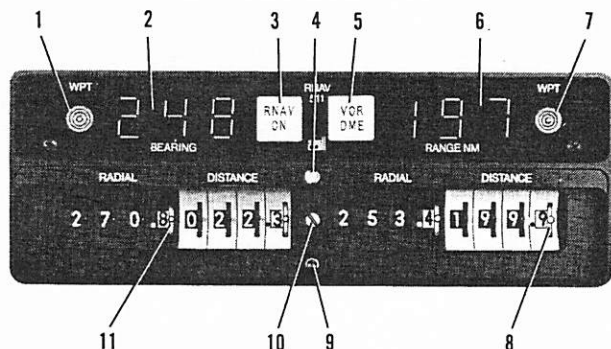 1 2 3 4 5 6 7
WPT RNAV 511 WPT
248 RNAV ON VOR DME 197
BEARING RANGE NM
RADIAL DISTANCE RADIAL DISTANCE
270.8 022.3 253.4 199.9
11 10 9 8